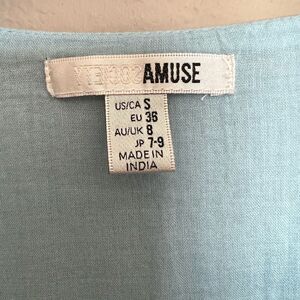 AMUSE
US/CA S
EU 36
AU/UK 8
JP 7-9
MADE IN
INDIA